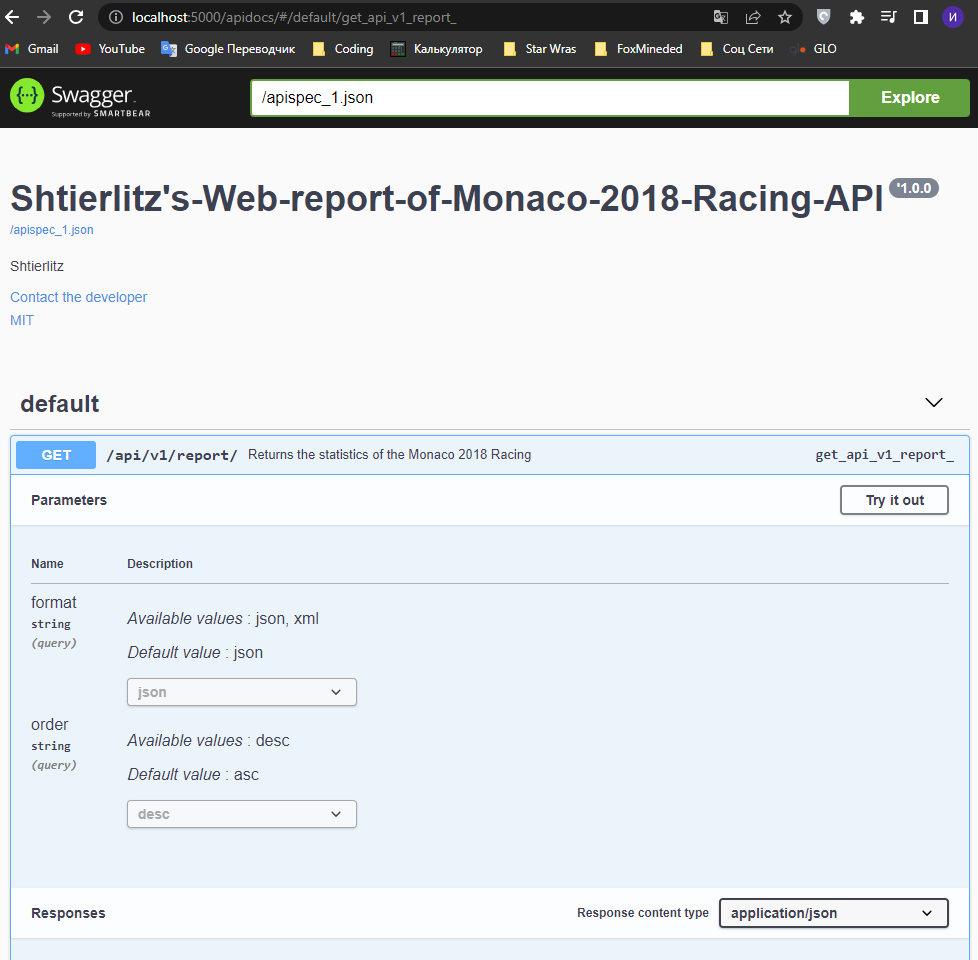 localhost:5000/apidocs/#/default/get_api_v1_report_
И
Gmail YouTube Google Переводчик Coding Калькулятор Star Wras FoxMineded Соц Сети GLO
{···} Swagger.
Supported by SMARTBEAR
/apispec_1.json Explore
Shtierlitz's-Web-report-of-Monaco-2018-Racing-API '1.0.0
/apispec_1.json
Shtierlitz
Contact the developer
MIT
default
GET /api/v1/report/ Returns the statistics of the Monaco 2018 Racing get_api_v1_report_
Parameters Try it out
Name Description
format
string
(query)
Available values : json, xml
Default value : json
json
order
string
(query)
Available values : desc
Default value : asc
desc
Responses Response content type application/json